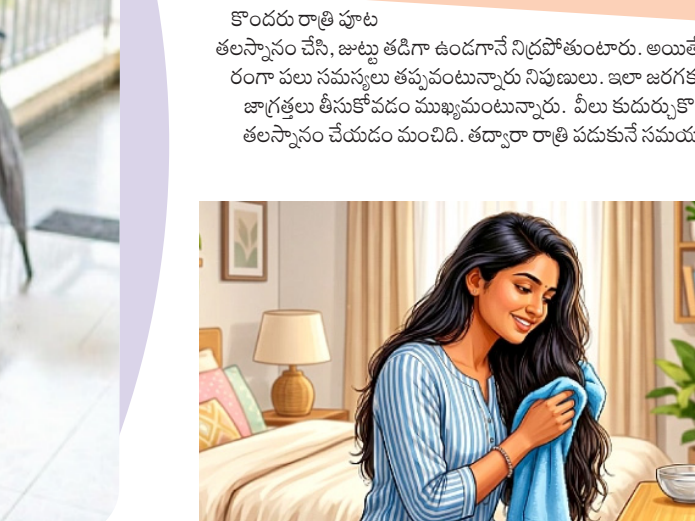 కొందరు రాత్రి పూట
తలస్నానం చేసి, జుట్టు తడిగా ఉండగానే నిద్రపోతుంటారు. అయితే
రంగా పలు సమస్యలు తప్పవంటున్నారు నిపుణులు. ఇలా జరగక
జాగ్రత్తలు తీసుకోవడం ముఖ్యమంటున్నారు. వీలు కుదుర్చుకొ
తలస్నానం చేయడం మంచిది. తద్వారా రాత్రి పడుకునే సమయ